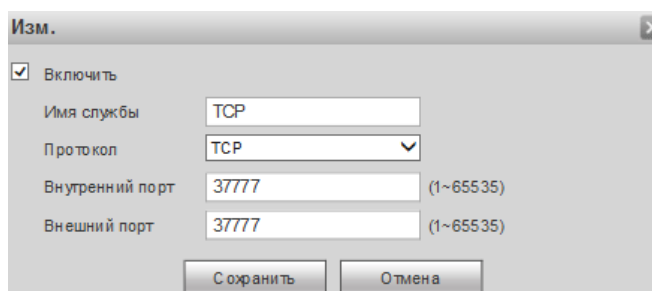 Изм.
Включить
Имя службы TCP
Протокол TCP
Внутренний порт 37777 (1~65535)
Внешний порт 37777 (1~65535)
Сохранить Отмена